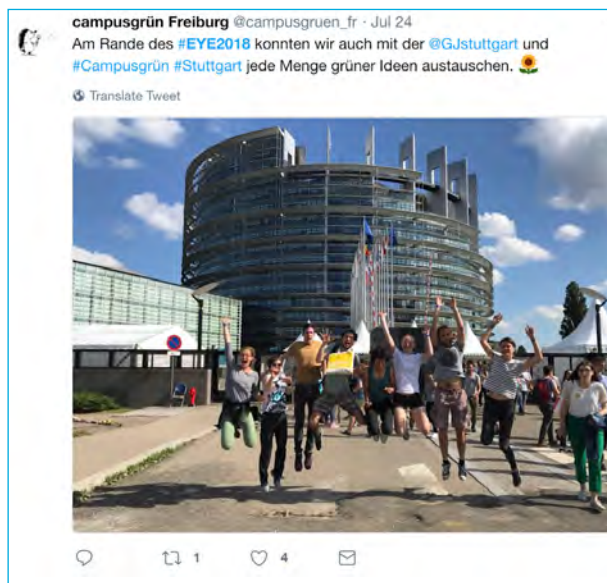 campusgrün Freiburg @campusgruen_fr · Jul 24
Am Rande des #EYE2018 konnten wir auch mit der @GJstuttgart und
#Campusgrün #Stuttgart jede Menge grüner Ideen austauschen. 🌻
Translate Tweet
1 4